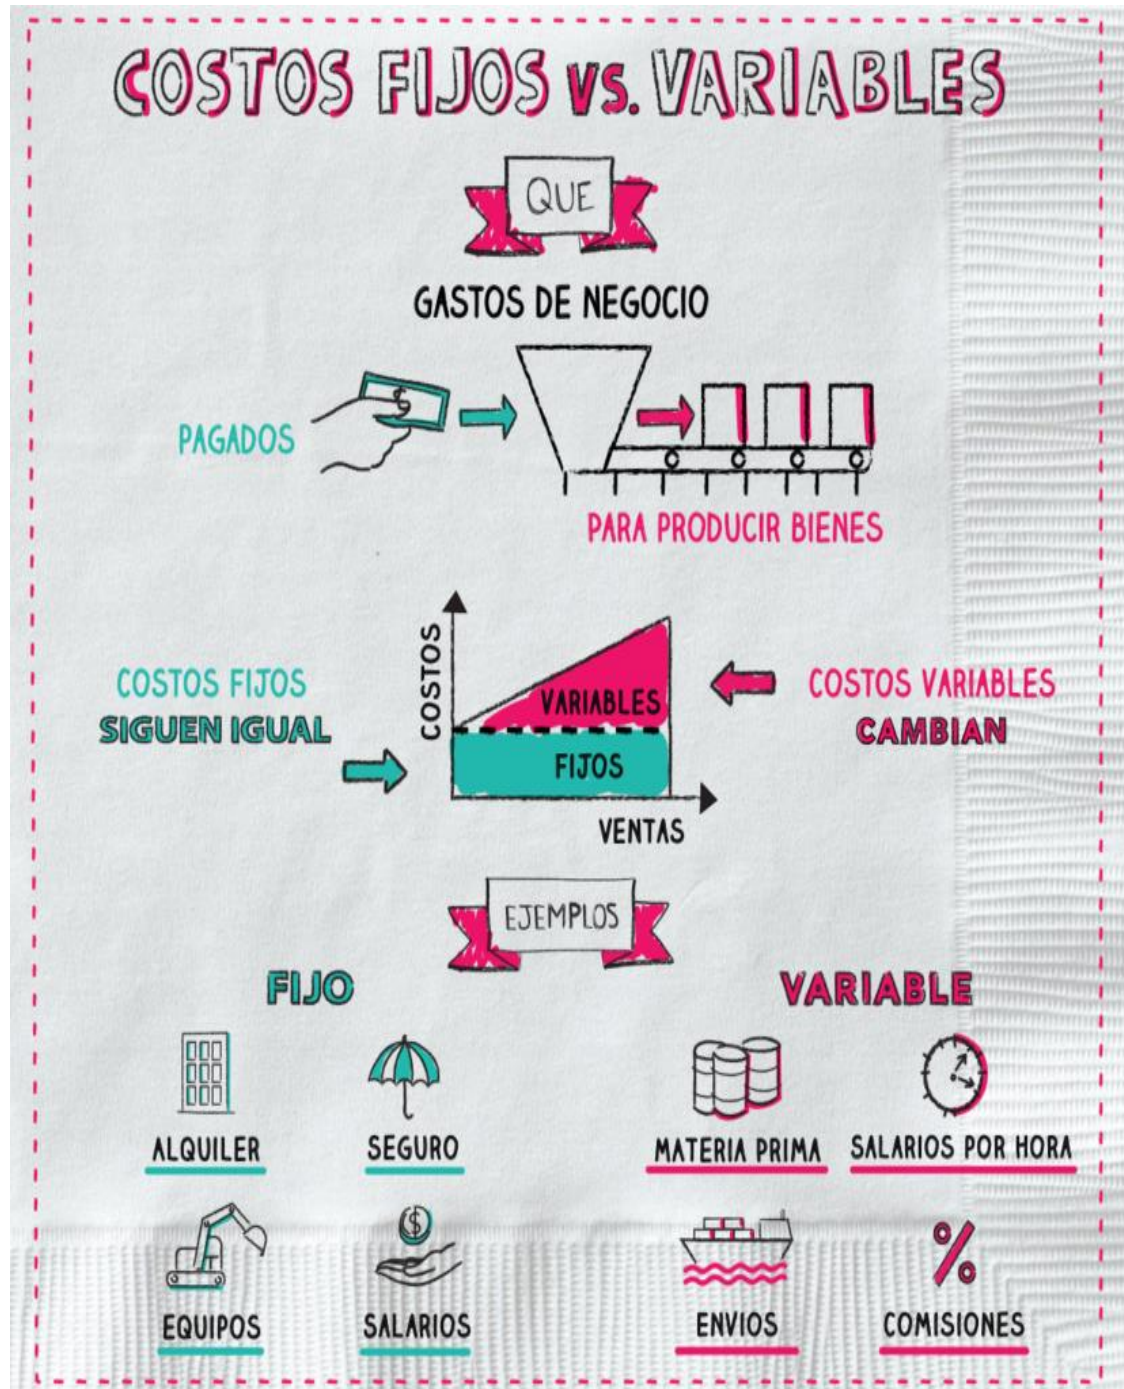 COSTOS FIJOS VS. VARIABLES
QUE
GASTOS DE NEGOCIO
PAGADOS
PARA PRODUCIR BIENES
COSTOS FIJOS
SIGUEN IGUAL
COSTOS
VARIABLES
FIJOS
VENTAS
COSTOS VARIABLES
CAMBIAN
EJEMPLOS
FIJO
VARIABLE
ALQUILER
SEGURO
MATERIA PRIMA
SALARIOS POR HORA
$
%
EQUIPOS
SALARIOS
ENVIOS
COMISIONES